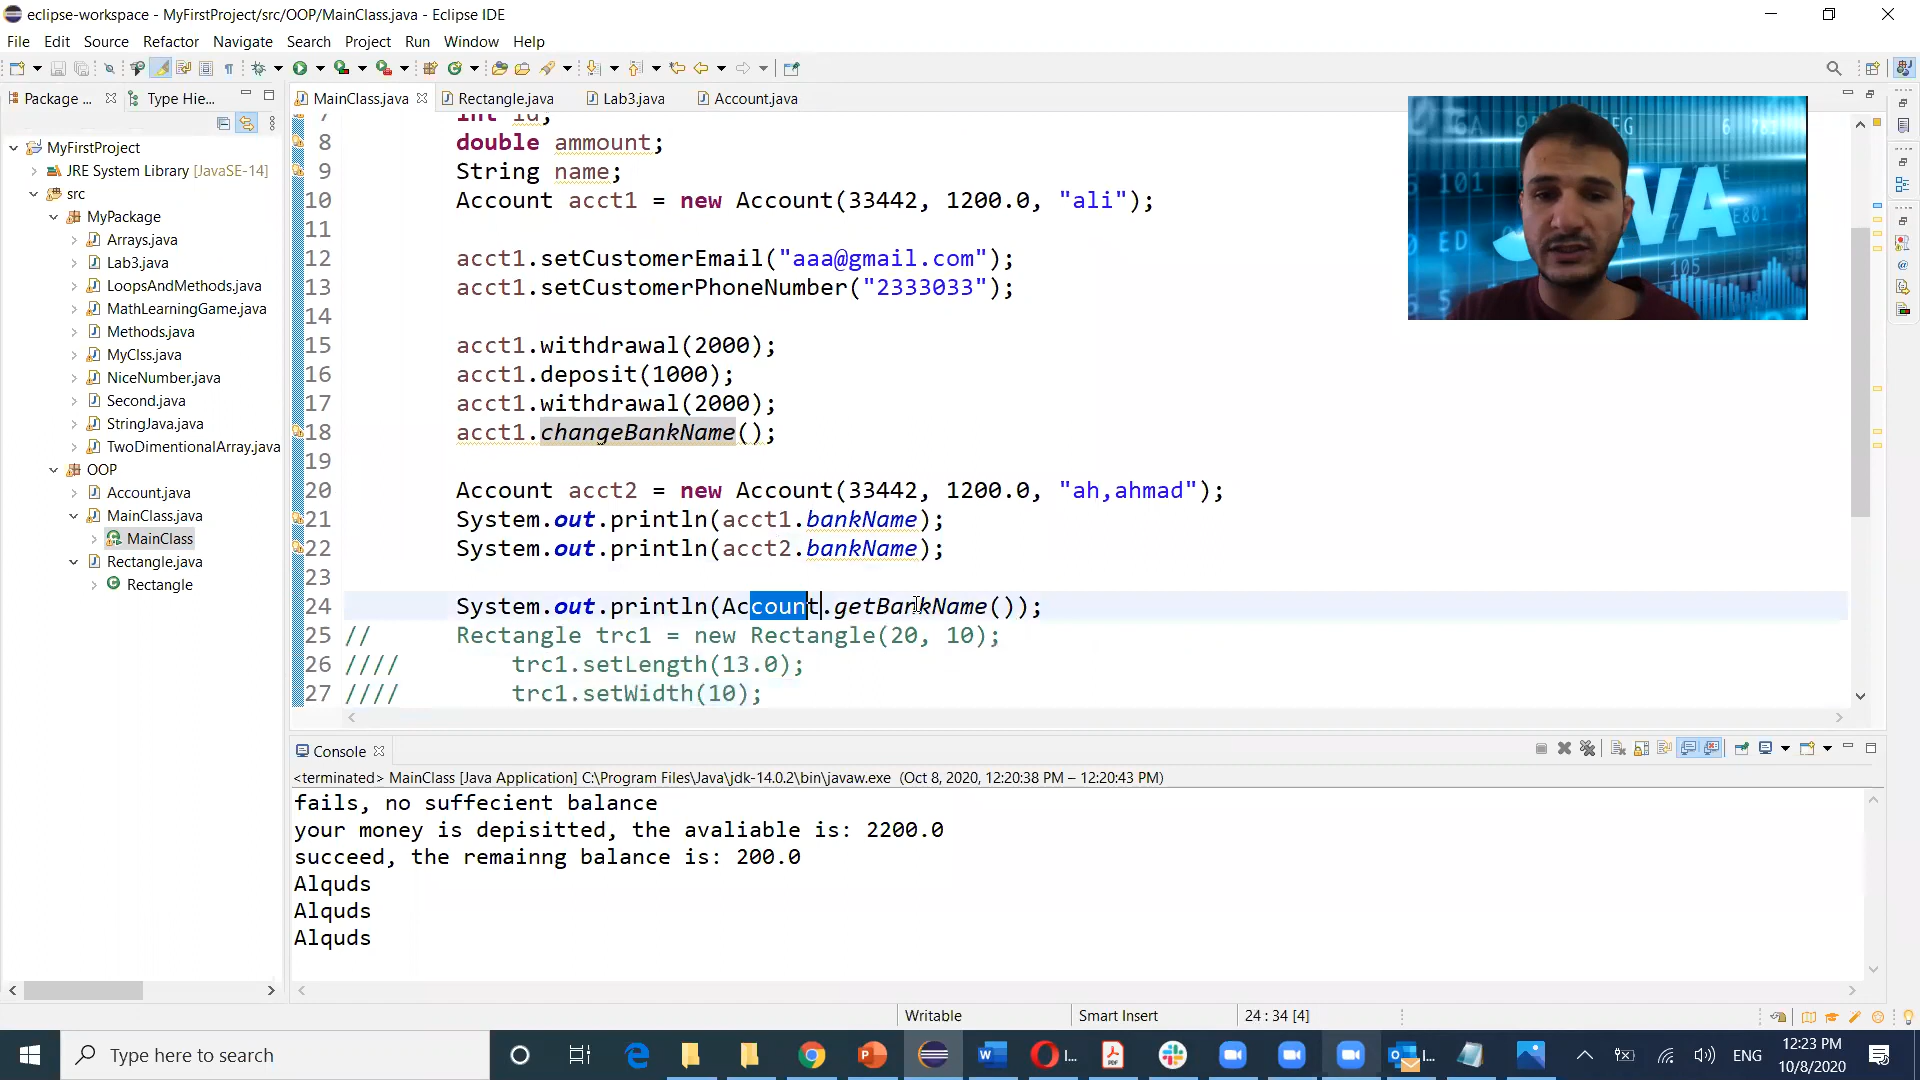 eclipse-workspace - MyFirstProject/src/OOP/MainClass.java - Eclipse IDE
File Edit Source Refactor Navigate Search Project Run Window Help
Package ... Type Hie...
MyFirstProject
JRE System Library [JavaSE-14]
src
MyPackage
Arrays.java
Lab3.java
LoopsAndMethods.java
MathLearningGame.java
Methods.java
MyClss.java
NiceNumber.java
Second.java
StringJava.java
TwoDimentionalArray.java
OOP
Account.java
MainClass.java
MainClass
Rectangle.java
Rectangle
MainClass.java Rectangle.java Lab3.java Account.java
7 int id;
8 double ammount;
9 String name;
10 Account acct1 = new Account(33442, 1200.0, "ali");
11
12 acct1.setCustomerEmail("aaa@gmail.com");
13 acct1.setCustomerPhoneNumber("2333033");
14
15 acct1.withdrawal(2000);
16 acct1.deposit(1000);
17 acct1.withdrawal(2000);
18 acct1.changeBankName();
19
20 Account acct2 = new Account(33442, 1200.0, "ah,ahmad");
21 System.out.println(acct1.bankName);
22 System.out.println(acct2.bankName);
23
24 System.out.println(Account.getBankName());
25 // Rectangle trc1 = new Rectangle(20, 10);
26 //// trc1.setLength(13.0);
27 //// trc1.setWidth(10);
Console
<terminated> MainClass [Java Application] C:\Program Files\Java\jdk-14.0.2\bin\javaw.exe (Oct 8, 2020, 12:20:38 PM – 12:20:43 PM)
fails, no suffecient balance
your money is depisitted, the avaliable is: 2200.0
succeed, the remainng balance is: 200.0
Alquds
Alquds
Alquds
Writable Smart Insert 24 : 34 [4]
Type here to search
ENG
12:23 PM
10/8/2020